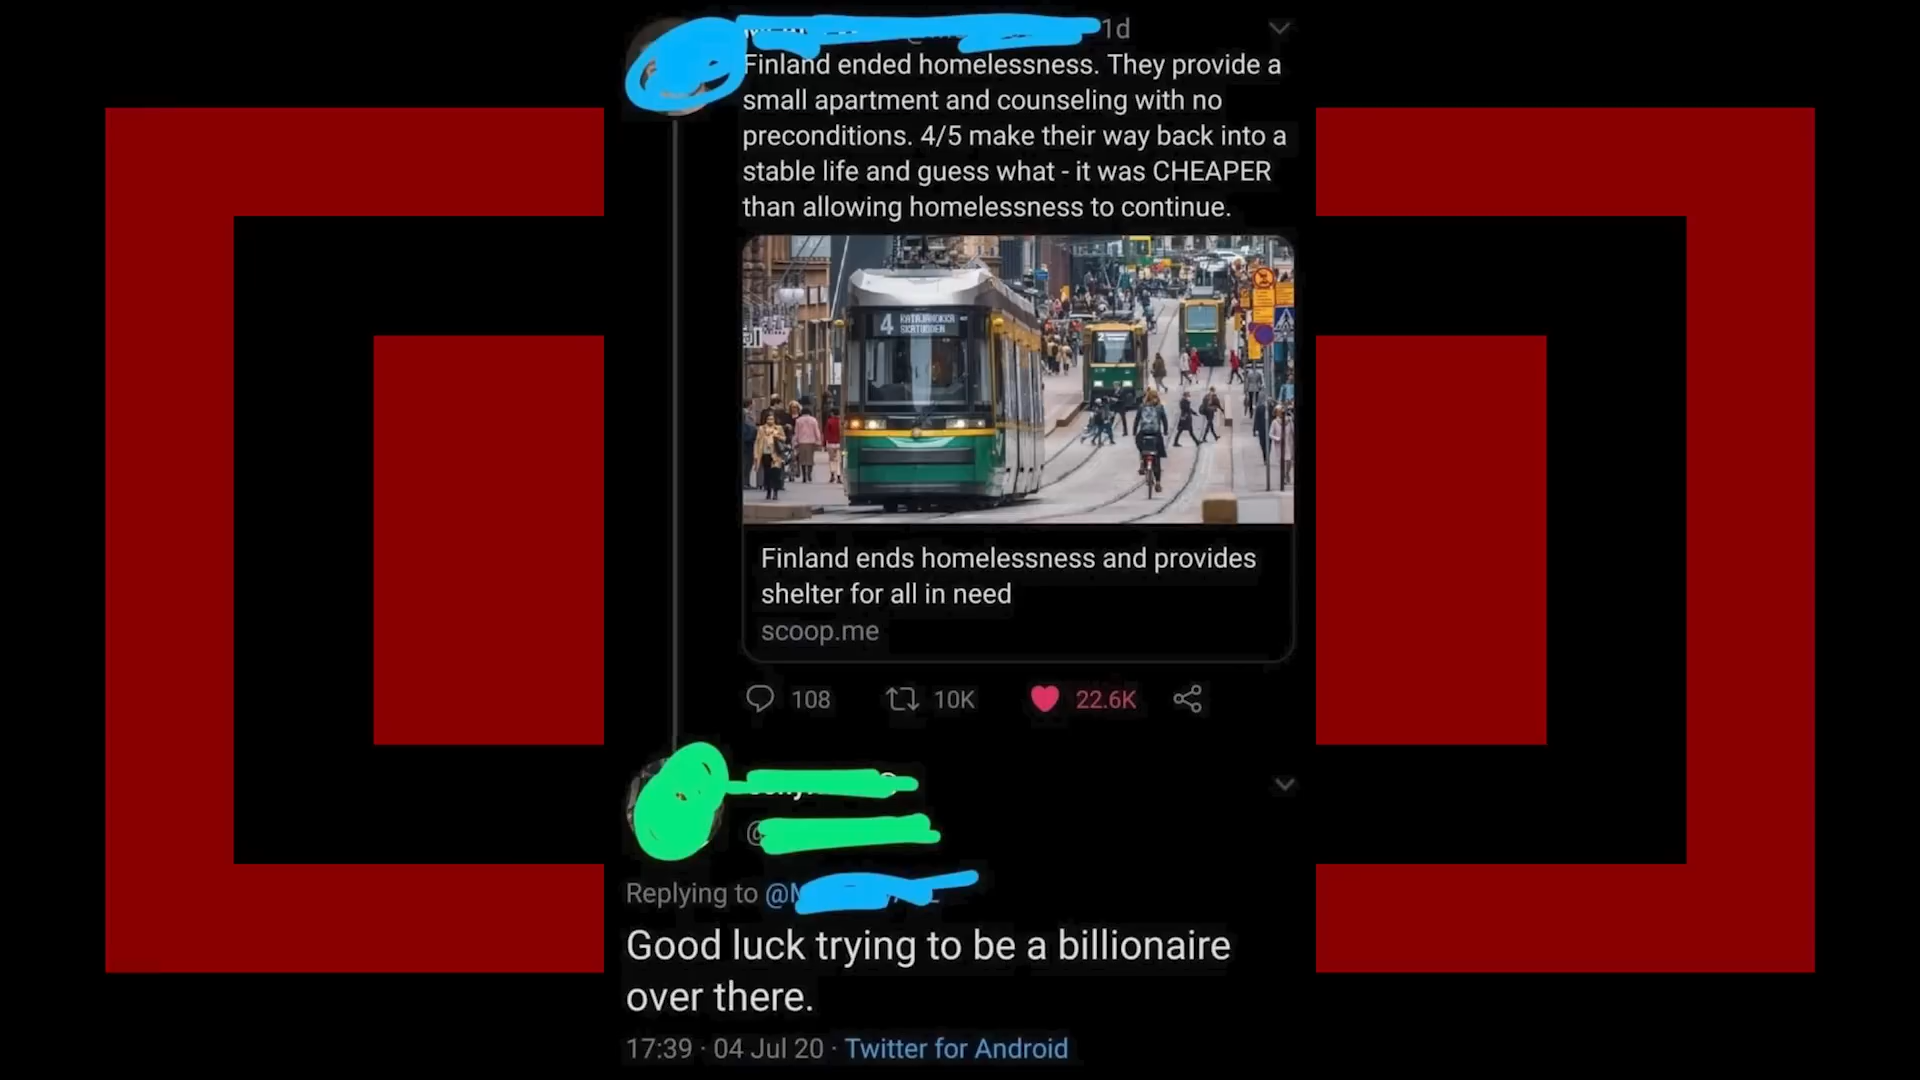 1d
Finland ended homelessness. They provide a
small apartment and counseling with no
preconditions. 4/5 make their way back into a
stable life and guess what - it was CHEAPER
than allowing homelessness to continue.
4 KATAJANOKKA
SKATUDDEN
2
Finland ends homelessness and provides
shelter for all in need
scoop.me
108 10K 22.6K
@
Replying to @M
Good luck trying to be a billionaire
over there.
17:39 · 04 Jul 20 · Twitter for Android